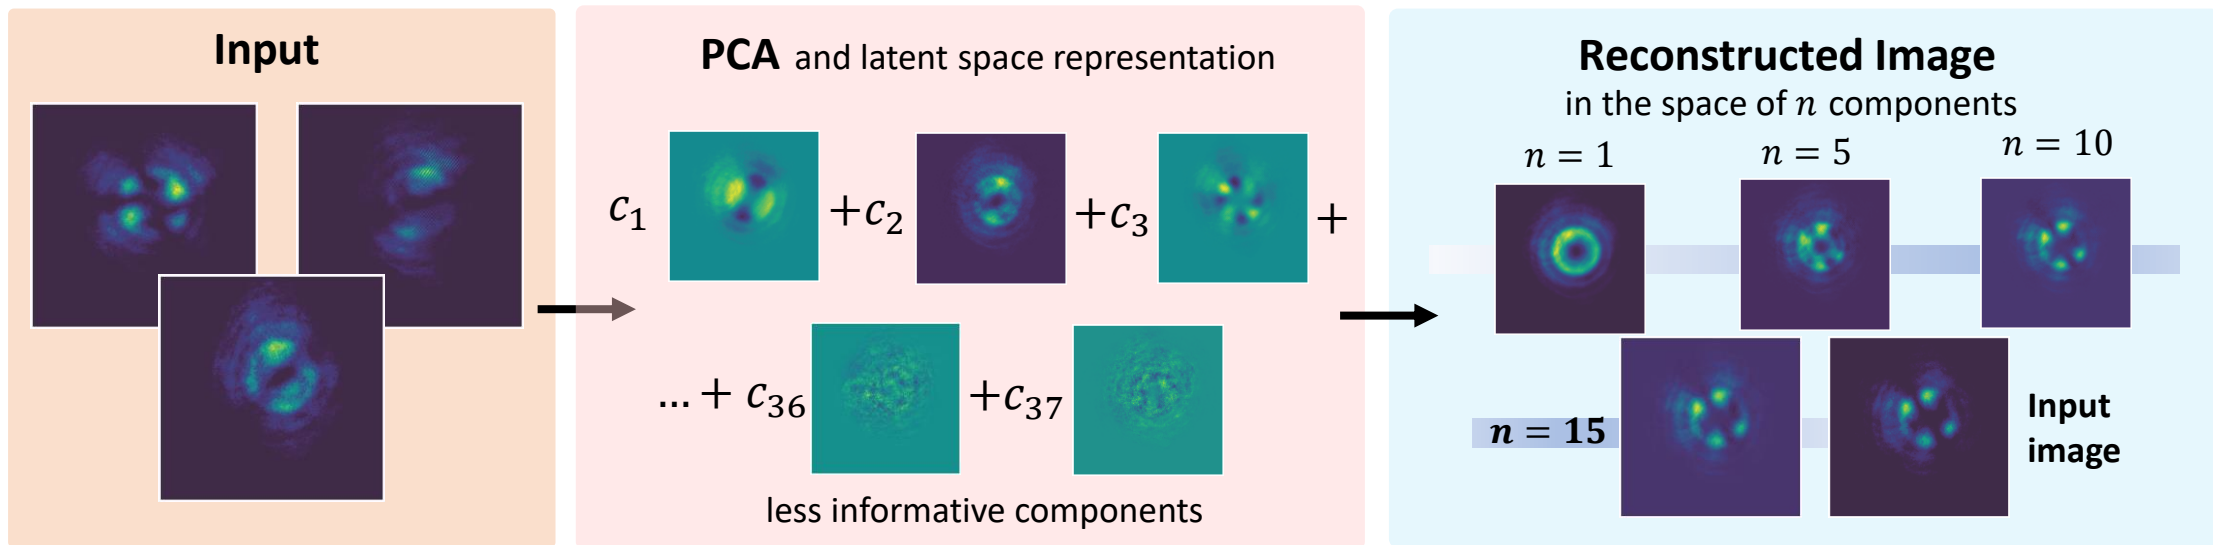 Input
PCA and latent space representation
c₁ +c₂ +c₃ +
... + c₃₆ +c₃₇
less informative components
Reconstructed Image
in the space of n components
n = 1 n = 5 n = 10
n = 15
Input
image